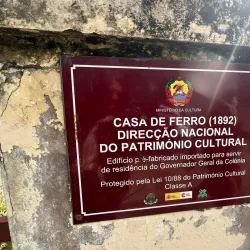 MINISTÉRIO DA CULTURA
CASA DE FERRO (1892)
DIRECÇÃO NACIONAL
DO PATRIMÓNIO CULTURAL
Edifício p é-fabricado importado para servir
de residência do Governador Geral da Colónia
Protegido pela Lei 10/88 do Património Cultural
Classe A